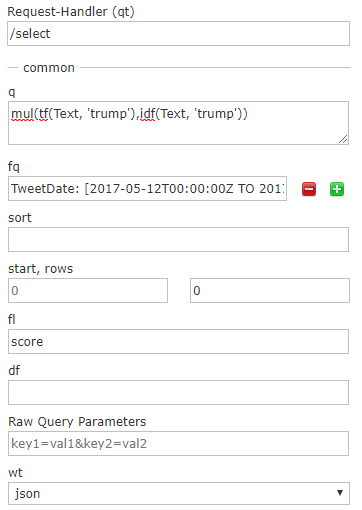 Request-Handler (qt)
/select
common
q
mul(tf(Text, 'trump'),idf(Text, 'trump'))
fq
TweetDate: [2017-05-12T00:00:00Z TO 201
sort
start, rows
0 0
fl
score
df
Raw Query Parameters
key1=val1&key2=val2
wt
json